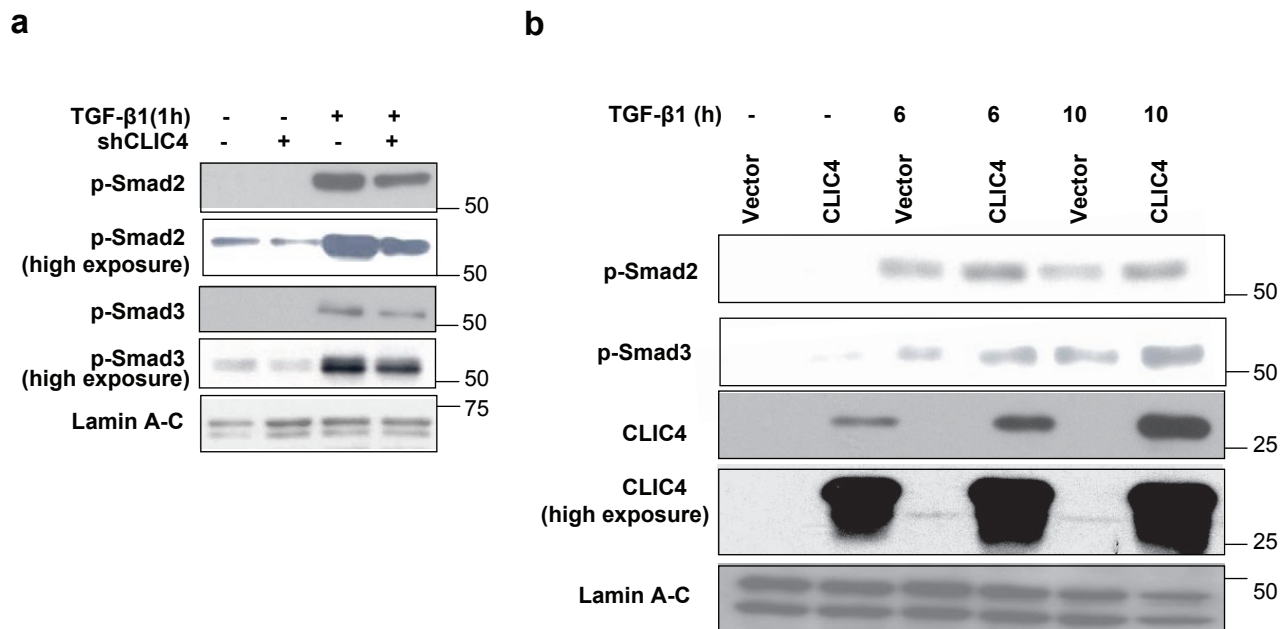 a
TGF-β1(1h) - - + +
shCLIC4 - + - +
p-Smad2
50
p-Smad2
(high exposure)
50
p-Smad3
50
p-Smad3
(high exposure)
50
Lamin A-C
75
b
TGF-β1 (h) - - 6 6 10 10
Vector CLIC4 Vector CLIC4 Vector CLIC4
p-Smad2
50
p-Smad3
50
CLIC4
25
CLIC4
(high exposure)
25
Lamin A-C
50